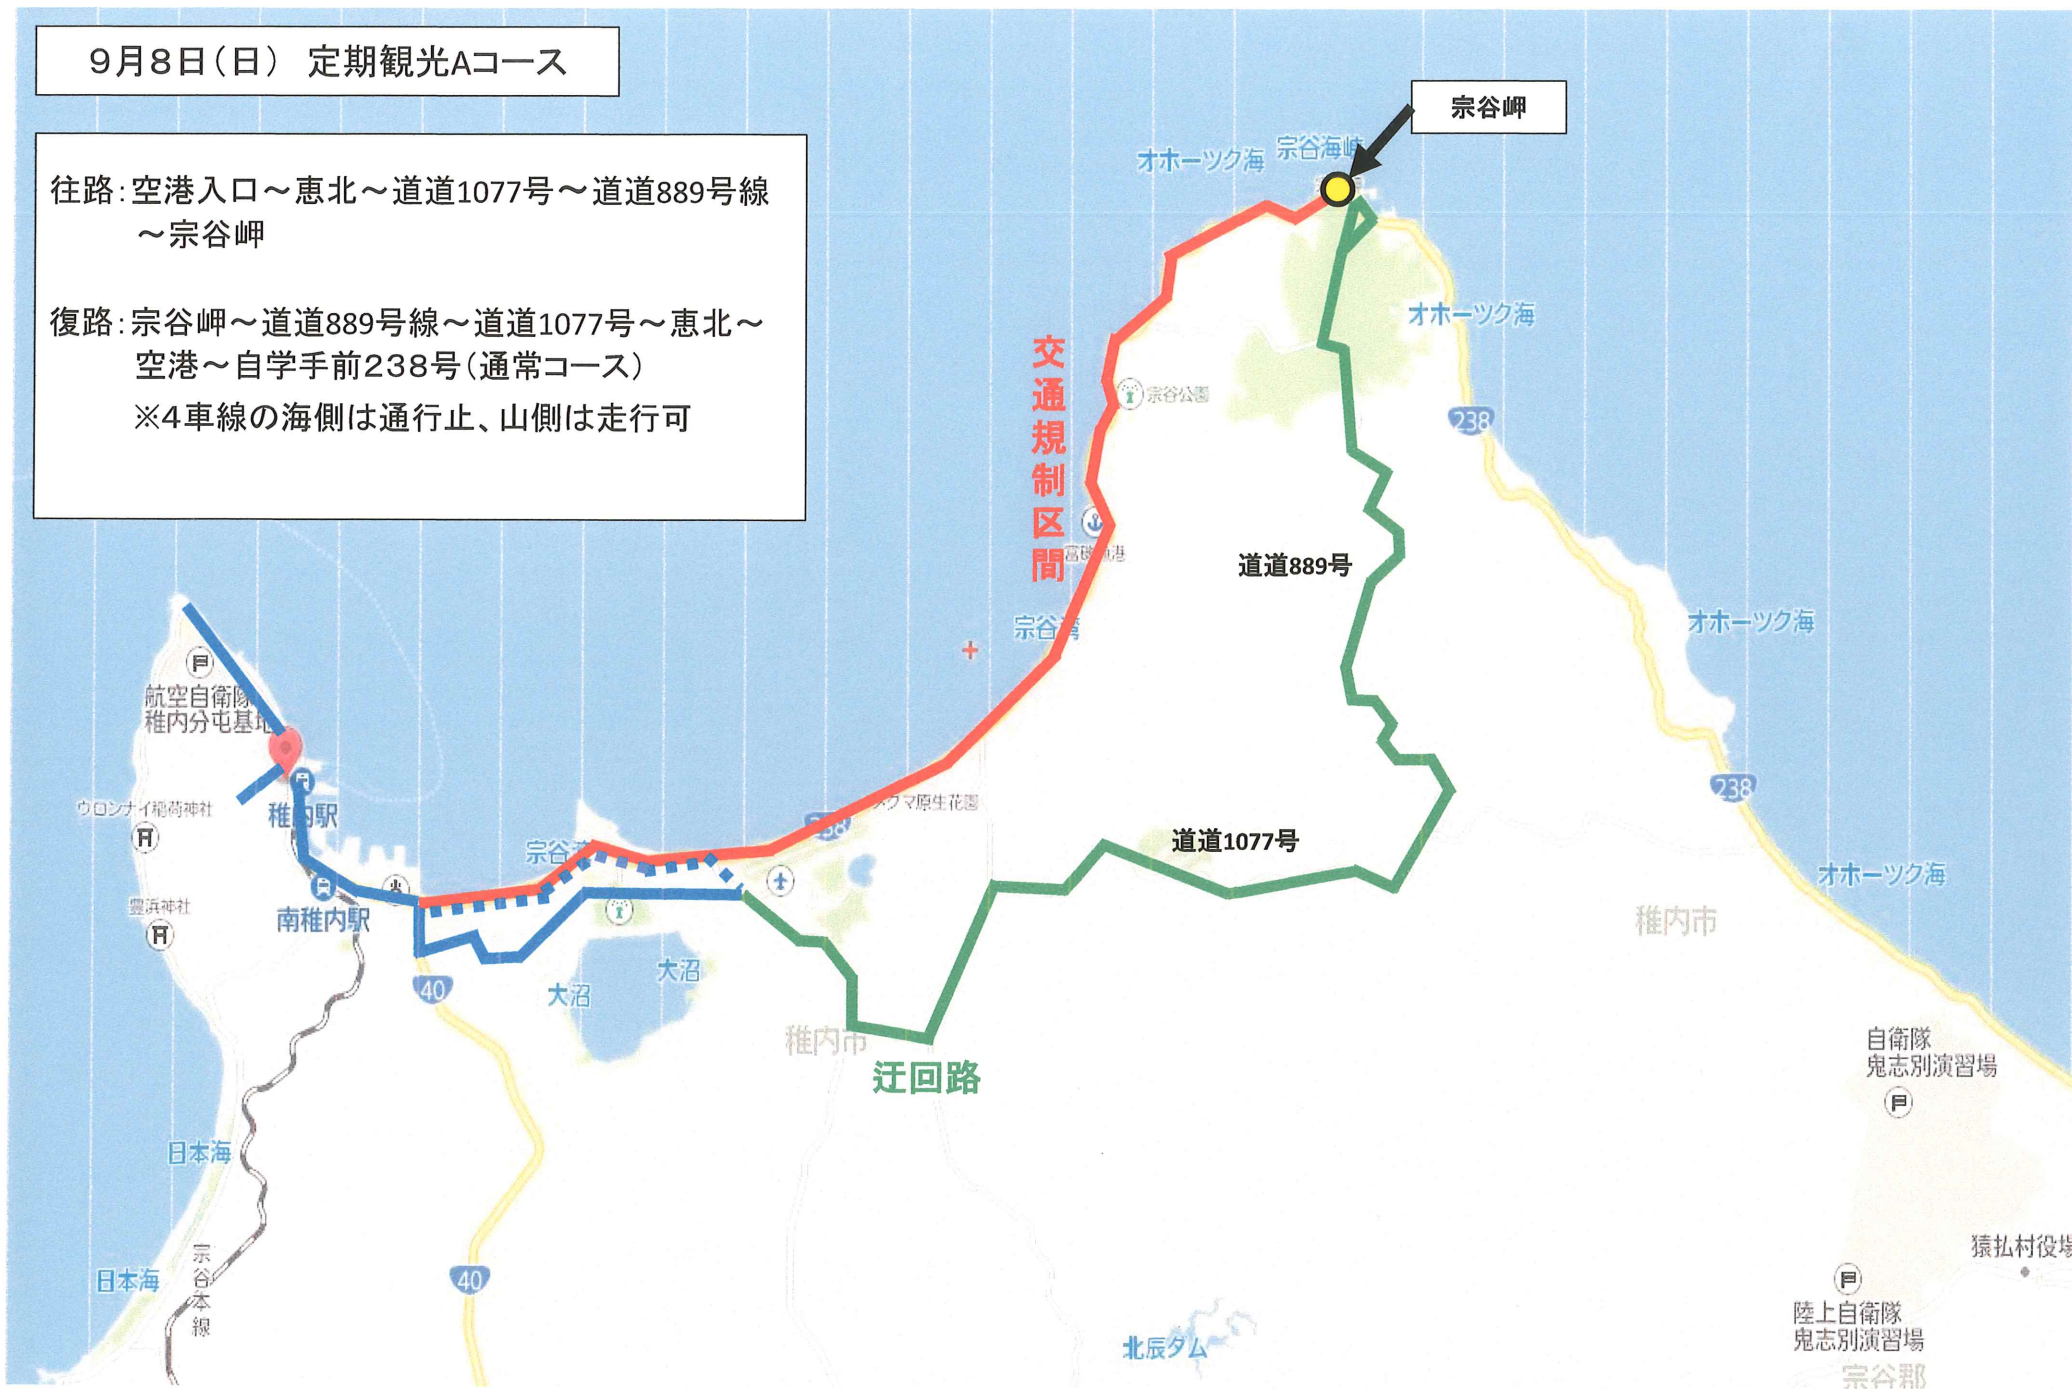 ９月８日（日）　定期観光Aコース
往路：空港入口～恵北～道道1077号～道道889号線
～宗谷岬
復路：宗谷岬～道道889号線～道道1077号～恵北～
空港～自学手前２３８号（通常コース）
※４車線の海側は通行止、山側は走行可
宗谷岬
オホーツク海
宗谷海峡
オホーツク海
交通規制区間
宗谷公園
238
道道889号
宗谷湾
オホーツク海
航空自衛隊
稚内分屯基地
238
ウロンナイ稲荷神社
稚内駅
メクマ原生花園
238
道道1077号
宗谷湾
オホーツク海
豊浜神社
南稚内駅
稚内市
大沼
大沼
40
稚内市
自衛隊
鬼志別演習場
迂回路
日本海
宗谷本線
日本海
40
猿払村役場
陸上自衛隊
鬼志別演習場
北辰ダム
宗谷郡